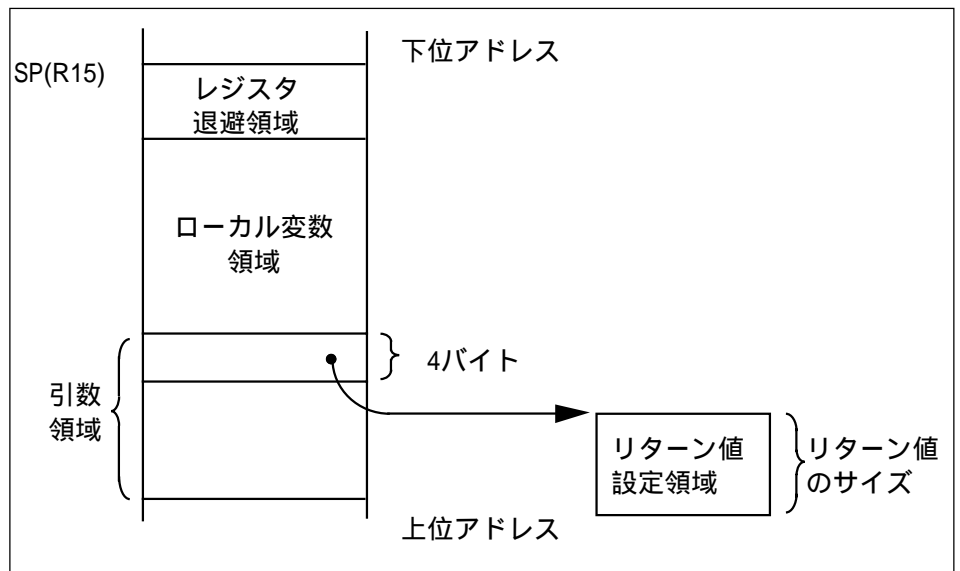 下位アドレス
SP(R15)
レジスタ
退避領域
ローカル変数
領域
4バイト
引数
領域
リターン値
設定領域
リターン値
のサイズ
上位アドレス